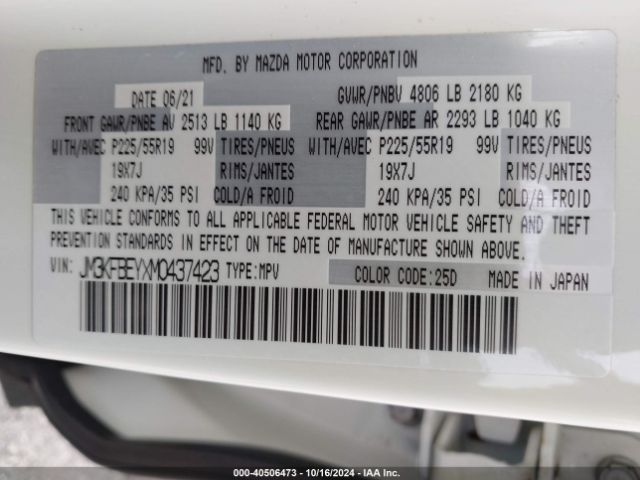 MFD. BY MAZDA MOTOR CORPORATION
DATE 06/21 GVWR/PNBV 4806 LB 2180 KG
FRONT GAWR/PNBE AV 2513 LB 1140 KG REAR GAWR/PNBE AR 2293 LB 1040 KG
WITH/AVEC P225/55R19 99V TIRES/PNEUS WITH/AVEC P225/55R19 99V TIRES/PNEUS
19X7J RIMS/JANTES 19X7J RIMS/JANTES
240 KPA/35 PSI COLD/A FROID 240 KPA/35 PSI COLD/A FROID
THIS VEHICLE CONFORMS TO ALL APPLICABLE FEDERAL MOTOR VEHICLE SAFETY AND THEFT
PREVENTION STANDARDS IN EFFECT ON THE DATE OF MANUFACTURE SHOWN ABOVE.
VIN: JM3KFBEYXM0437423 TYPE:MPV COLOR CODE:25D MADE IN JAPAN
000-40506473 - 10/16/2024 - IAA Inc.